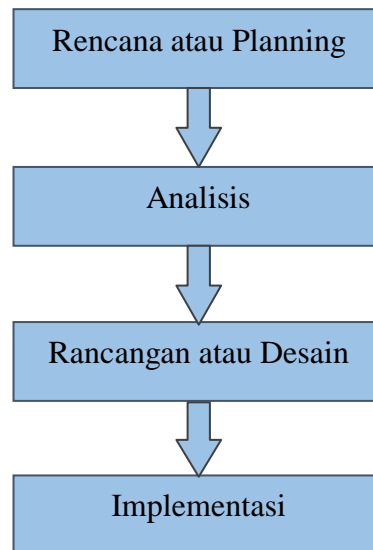 Rencana atau Planning
Analisis
Rancangan atau Desain
Implementasi